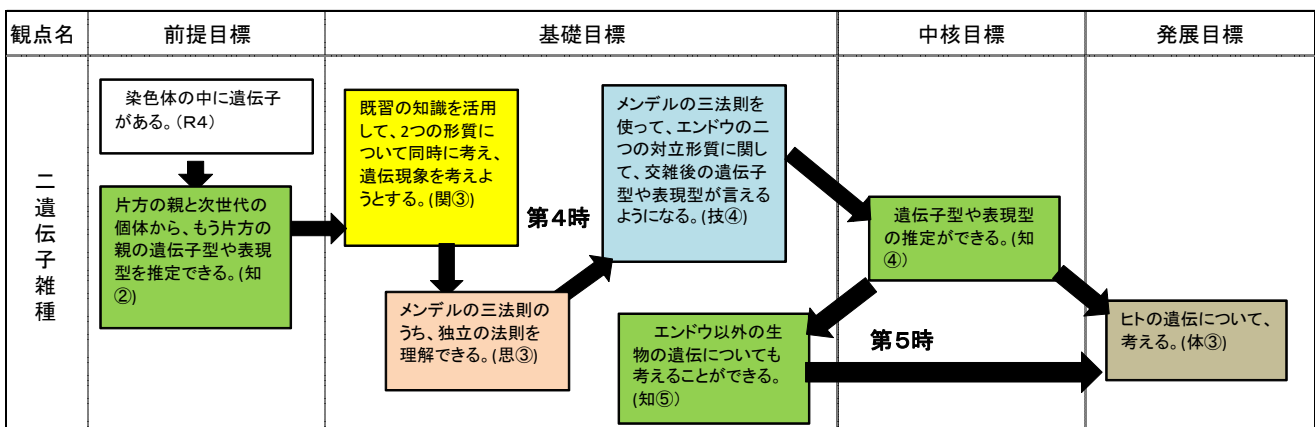 観点名
前提目標
基礎目標
中核目標
発展目標
二遺伝子雑種
染色体の中に遺伝子
がある。(R4)
片方の親と次世代の
個体から、もう片方の
親の遺伝子型や表現
型を推定できる。(知
②)
既習の知識を活用
して、2つの形質に
ついて同時に考え、
遺伝現象を考えよ
うとする。(関③)
第4時
メンデルの三法則の
うち、独立の法則を
理解できる。(思③)
メンデルの三法則を
使って、エンドウの二
つの対立形質に関し
て、交雑後の遺伝子
型や表現型が言える
ようになる。(技④)
遺伝子型や表現型
の推定ができる。(知
④)
エンドウ以外の生
物の遺伝についても
考えることができる。
(知⑤)
第5時
ヒトの遺伝について、
考える。(体③)